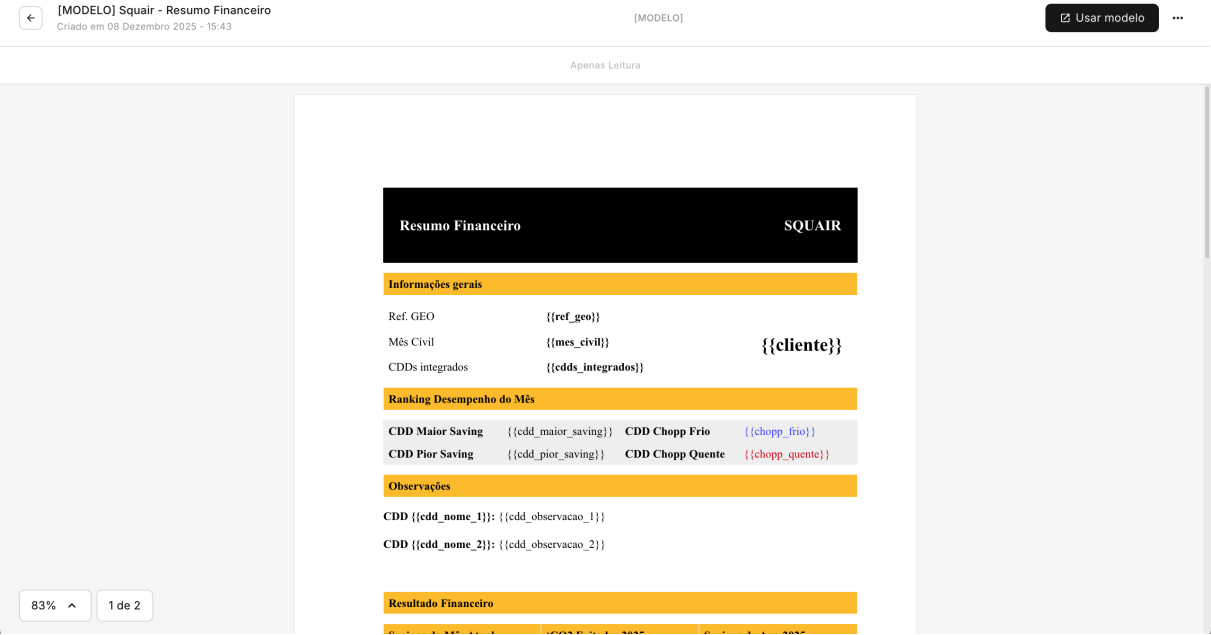 [MODELO] Squair - Resumo Financeiro
Criado em 08 Dezembro 2025 - 15:43
[MODELO]
Usar modelo
Apenas Leitura
Resumo Financeiro SQUAIR
Informações gerais
Ref. GEO {{ref_geo}}
Mês Cívil {{mes_civil}}
{{cliente}}
CDDs integrados {{cdds_integrados}}
Ranking Desempenho do Mês
CDD Maior Saving {{cdd_maior_saving}} CDD Chopp Frio {{chopp_frio}}
CDD Pior Saving {{cdd_pior_saving}} CDD Chopp Quente {{chopp_quente}}
Observações
CDD {{cdd_nome_1}}: {{cdd_observacao_1}}
CDD {{cdd_nome_2}}: {{cdd_observacao_2}}
Resultado Financeiro
83%
1 de 2